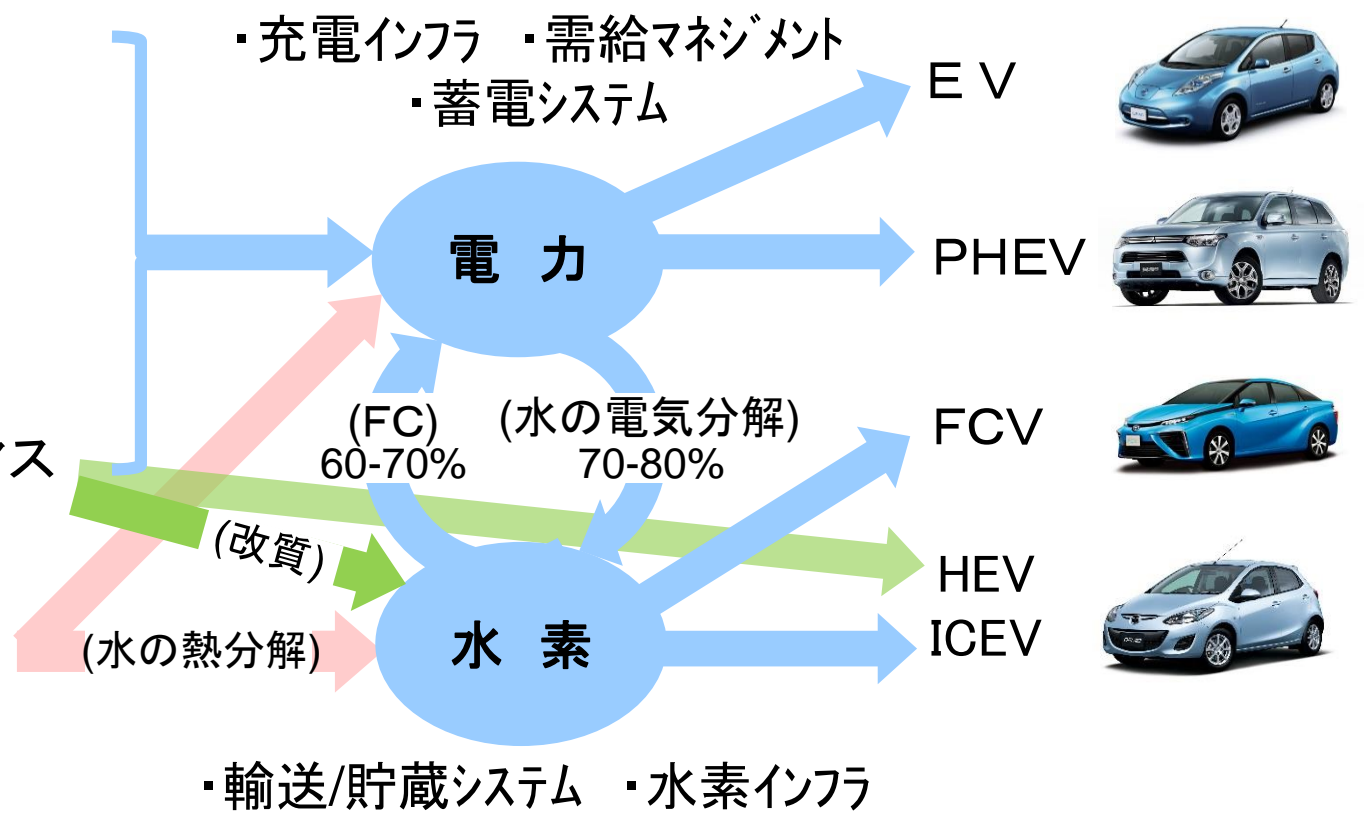 ・充電インフラ ・需給マネジメント
・蓄電システム
EV
電 力
PHEV
(FC)
60-70%
(水の電気分解)
70-80%
FCV
ス
(改質)
HEV
(水の熱分解)
水 素
ICEV
・輸送/貯蔵システム ・水素インフラ